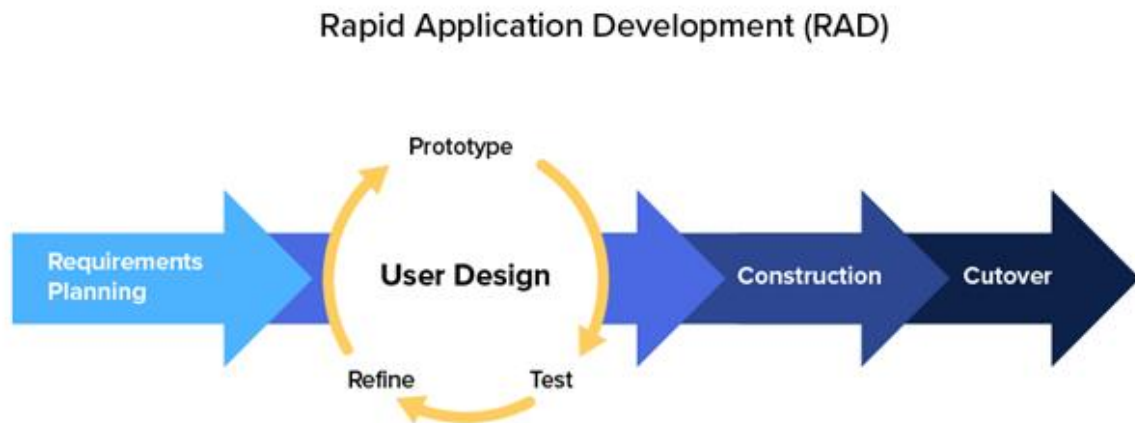 Rapid Application Development (RAD)
Prototype
Requirements
Planning
User Design
Construction
Cutover
Refine
Test